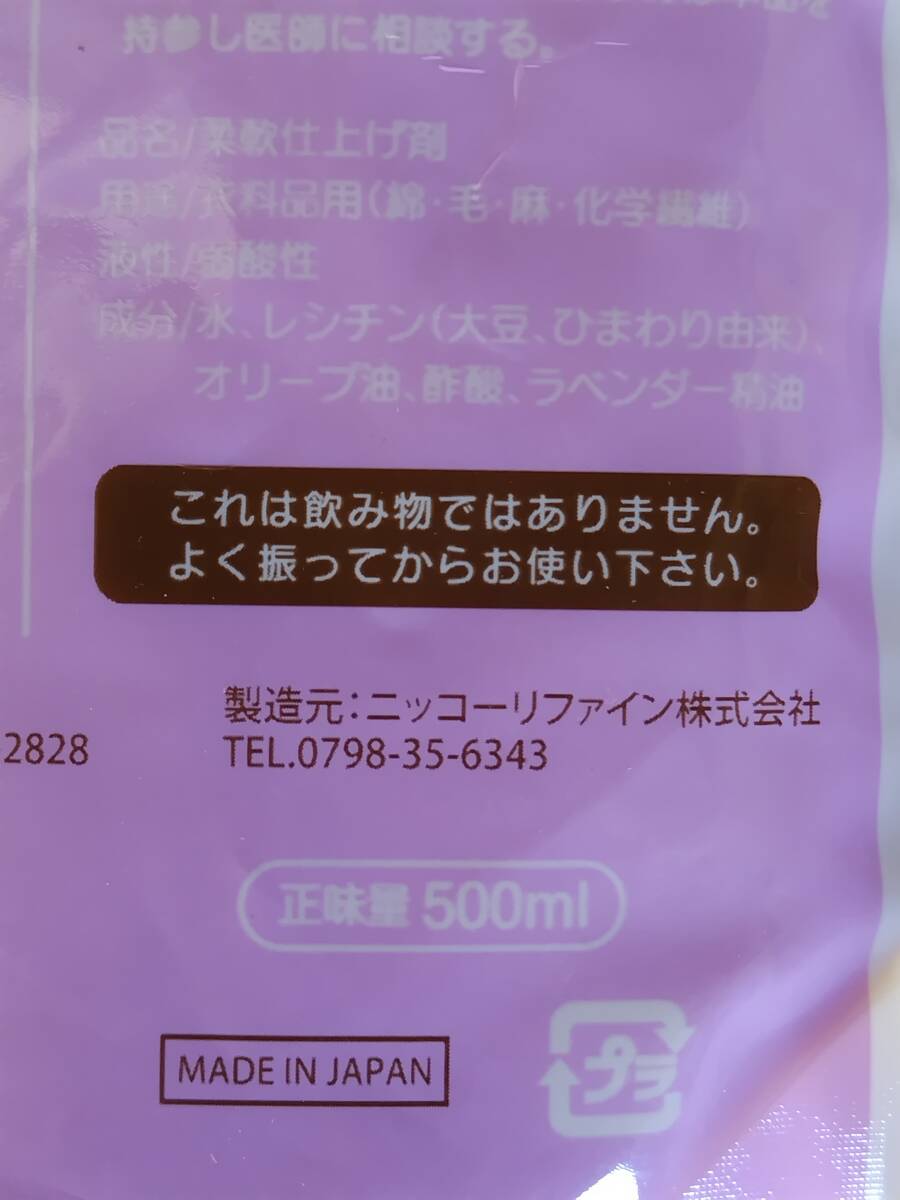 持参し医師に相談する。
品名/柔軟仕上げ剤
用途/衣料品用(綿・毛・麻・化学繊維)
液性/弱酸性
成分/水、レシチン(大豆、ひまわり由来)、
オリーブ油、酢酸、ラベンダー精油
これは飲み物ではありません。
よく振ってからお使い下さい。
製造元:ニッコーリファイン株式会社
2828
TEL.0798-35-6343
正味量 500ml
MADE IN JAPAN
プラ